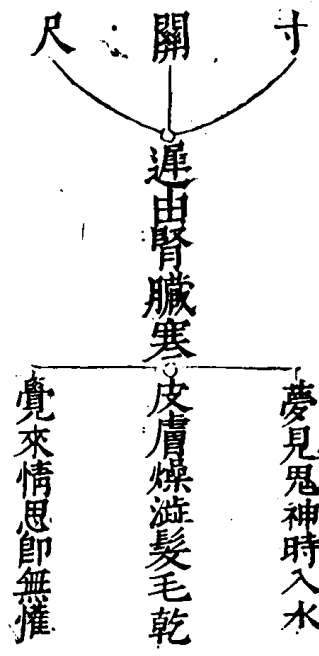 寸
關
尺
遲由腎臟寒
夢見鬼神時入水
皮膚燥澁髮毛乾
覺來情思即無懽